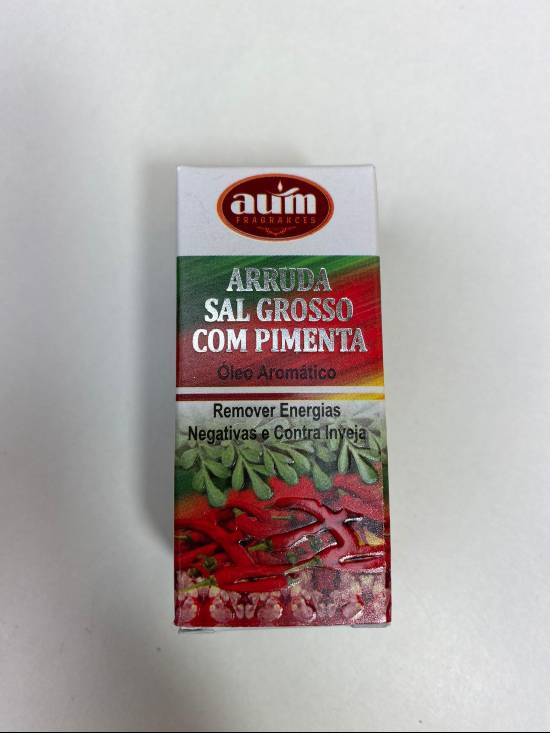 aum
FRAGRANCES
ARRUDA
SAL GROSSO
COM PIMENTA
Óleo Aromático
Remover Energias
Negativas e Contra Inveja